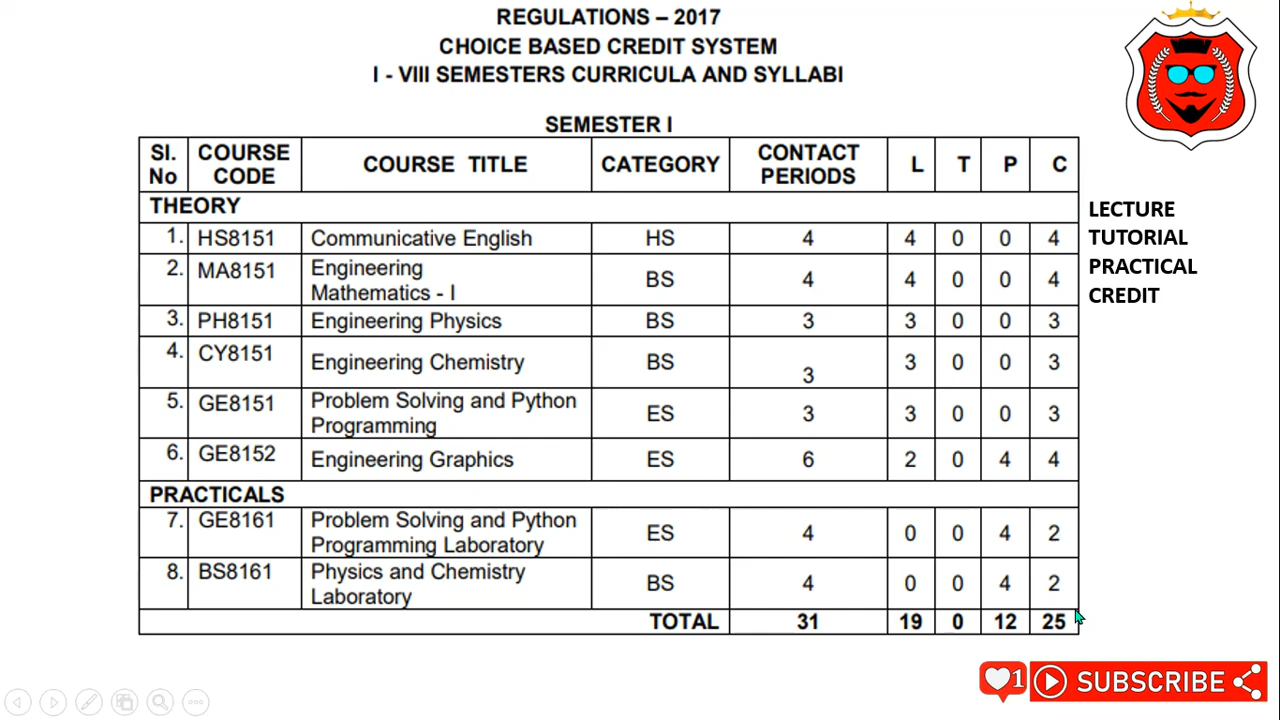 REGULATIONS – 2017
CHOICE BASED CREDIT SYSTEM
I - VIII SEMESTERS CURRICULA AND SYLLABI
SEMESTER I
SI. No COURSE CODE COURSE TITLE CATEGORY CONTACT PERIODS L T P C
THEORY
1. HS8151 Communicative English HS 4 4 0 0 4
2. MA8151 Engineering Mathematics - I BS 4 4 0 0 4
3. PH8151 Engineering Physics BS 3 3 0 0 3
4. CY8151 Engineering Chemistry BS 3 3 0 0 3
5. GE8151 Problem Solving and Python Programming ES 3 3 0 0 3
6. GE8152 Engineering Graphics ES 6 2 0 4 4
PRACTICALS
7. GE8161 Problem Solving and Python Programming Laboratory ES 4 0 0 4 2
8. BS8161 Physics and Chemistry Laboratory BS 4 0 0 4 2
TOTAL 31 19 0 12 25
LECTURE
TUTORIAL
PRACTICAL
CREDIT
1 SUBSCRIBE